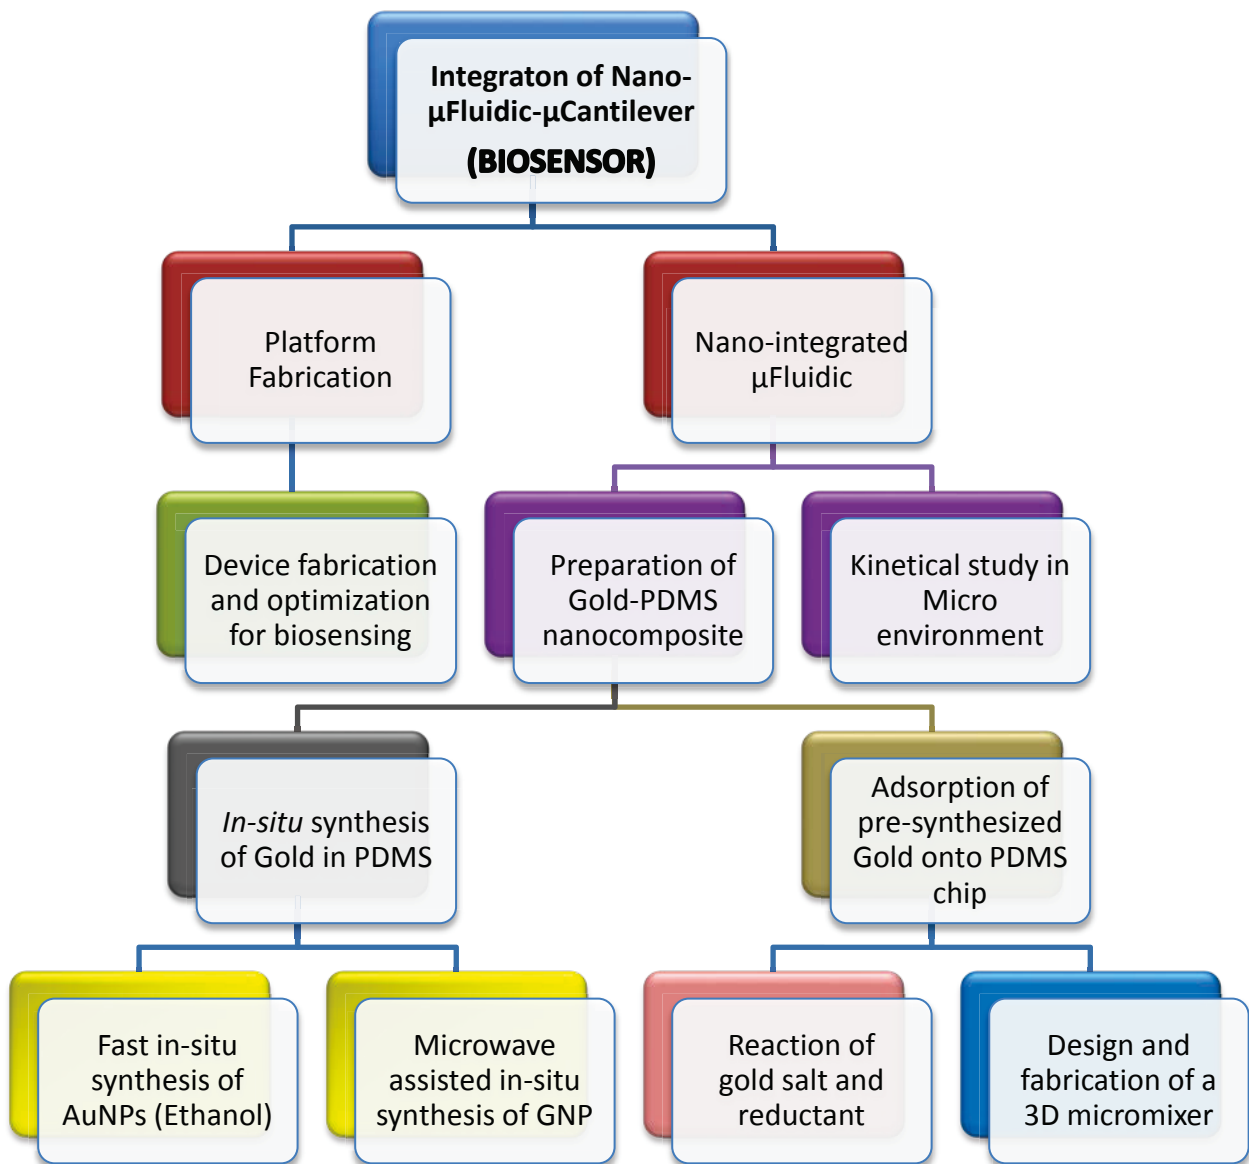 Integraton of Nano-
µFluidic-µCantilever
(BIOSENSOR)
Platform
Fabrication
Nano-integrated
µFluidic
Device fabrication
and optimization
for biosensing
Preparation of
Gold-PDMS
nanocomposite
Kinetical study in
Micro
environment
In-situ synthesis
of Gold in PDMS
Adsorption of
pre-synthesized
Gold onto PDMS
chip
Fast in-situ
synthesis of
AuNPs (Ethanol)
Microwave
assisted in-situ
synthesis of GNP
Reaction of
gold salt and
reductant
Design and
fabrication of a
3D micromixer